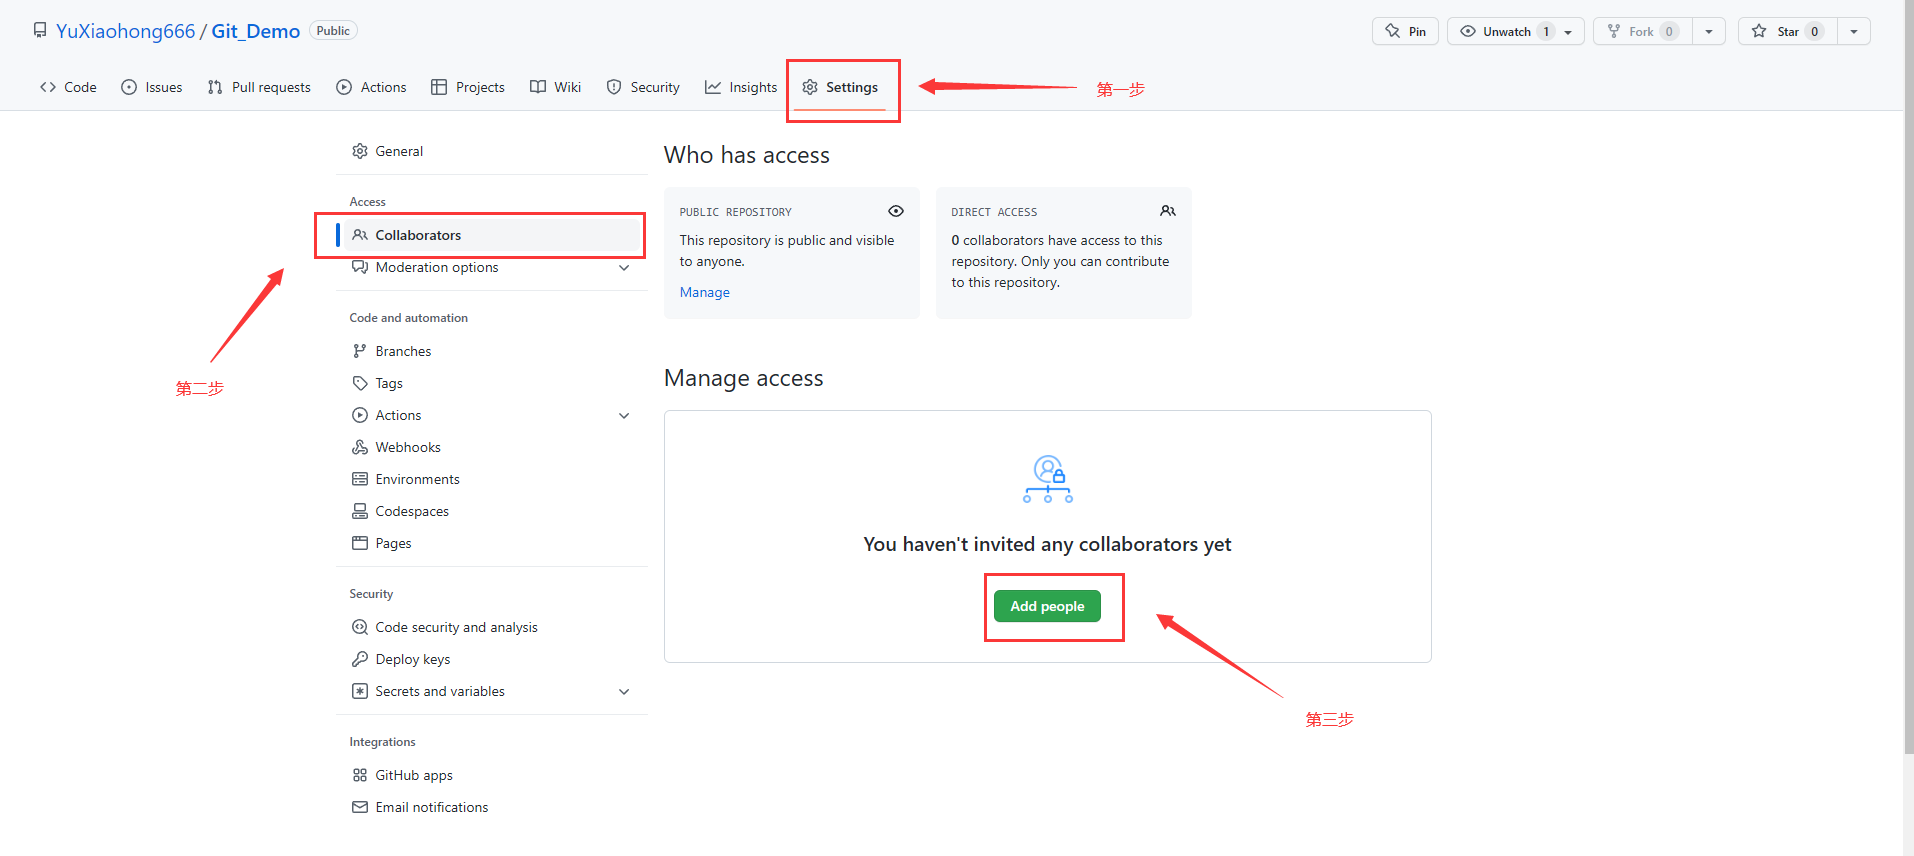 YuXiaohong666 / Git_Demo Public
Pin
Unwatch 1
Fork 0
Star 0
Code
Issues
Pull requests
Actions
Projects
Wiki
Security
Insights
Settings
第一步
General
Access
Collaborators
Moderation options
第二步
Code and automation
Branches
Tags
Actions
Webhooks
Environments
Codespaces
Pages
Security
Code security and analysis
Deploy keys
Secrets and variables
Integrations
GitHub apps
Email notifications
Who has access
PUBLIC REPOSITORY
This repository is public and visible
to anyone.
Manage
DIRECT ACCESS
0 collaborators have access to this
repository. Only you can contribute
to this repository.
Manage access
You haven't invited any collaborators yet
Add people
第三步